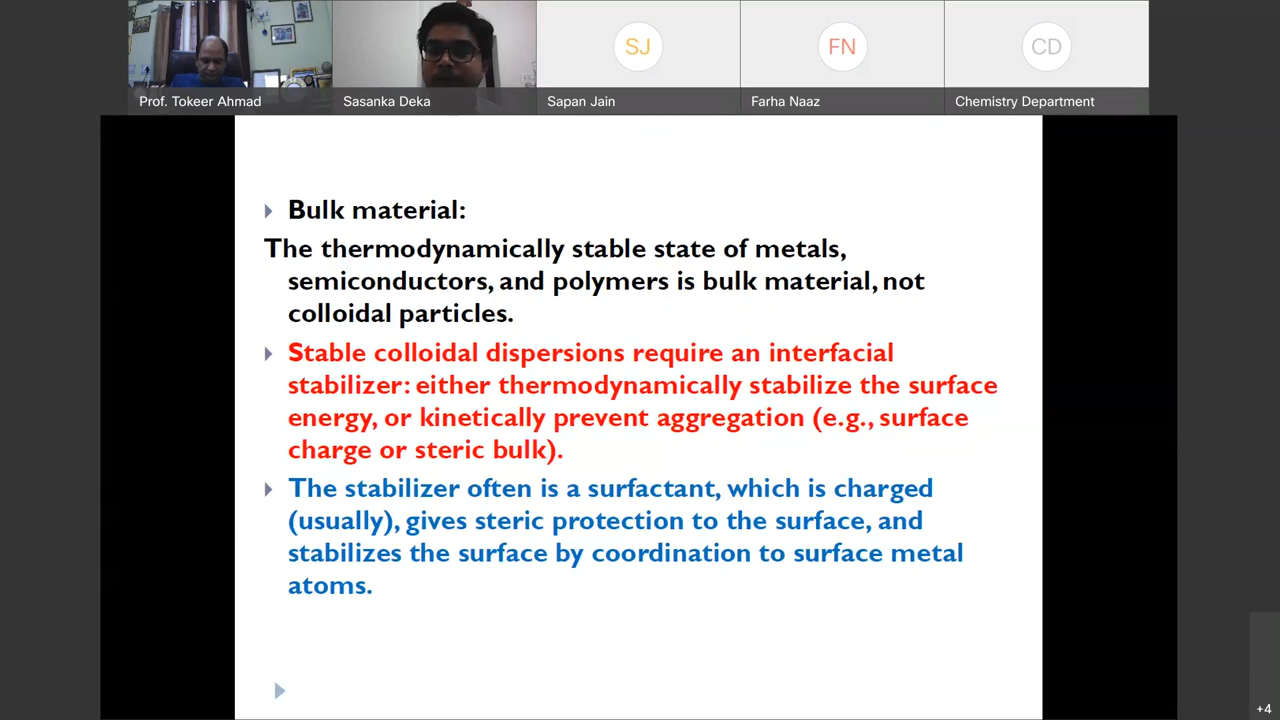 SJ
FN
CD
Prof. Tokeer Ahmad
Sasanka Deka
Sapan Jain
Farha Naaz
Chemistry Department
Bulk material:
The thermodynamically stable state of metals,
semiconductors, and polymers is bulk material, not
colloidal particles.
Stable colloidal dispersions require an interfacial
stabilizer: either thermodynamically stabilize the surface
energy, or kinetically prevent aggregation (e.g., surface
charge or steric bulk).
The stabilizer often is a surfactant, which is charged
(usually), gives steric protection to the surface, and
stabilizes the surface by coordination to surface metal
atoms.
+4